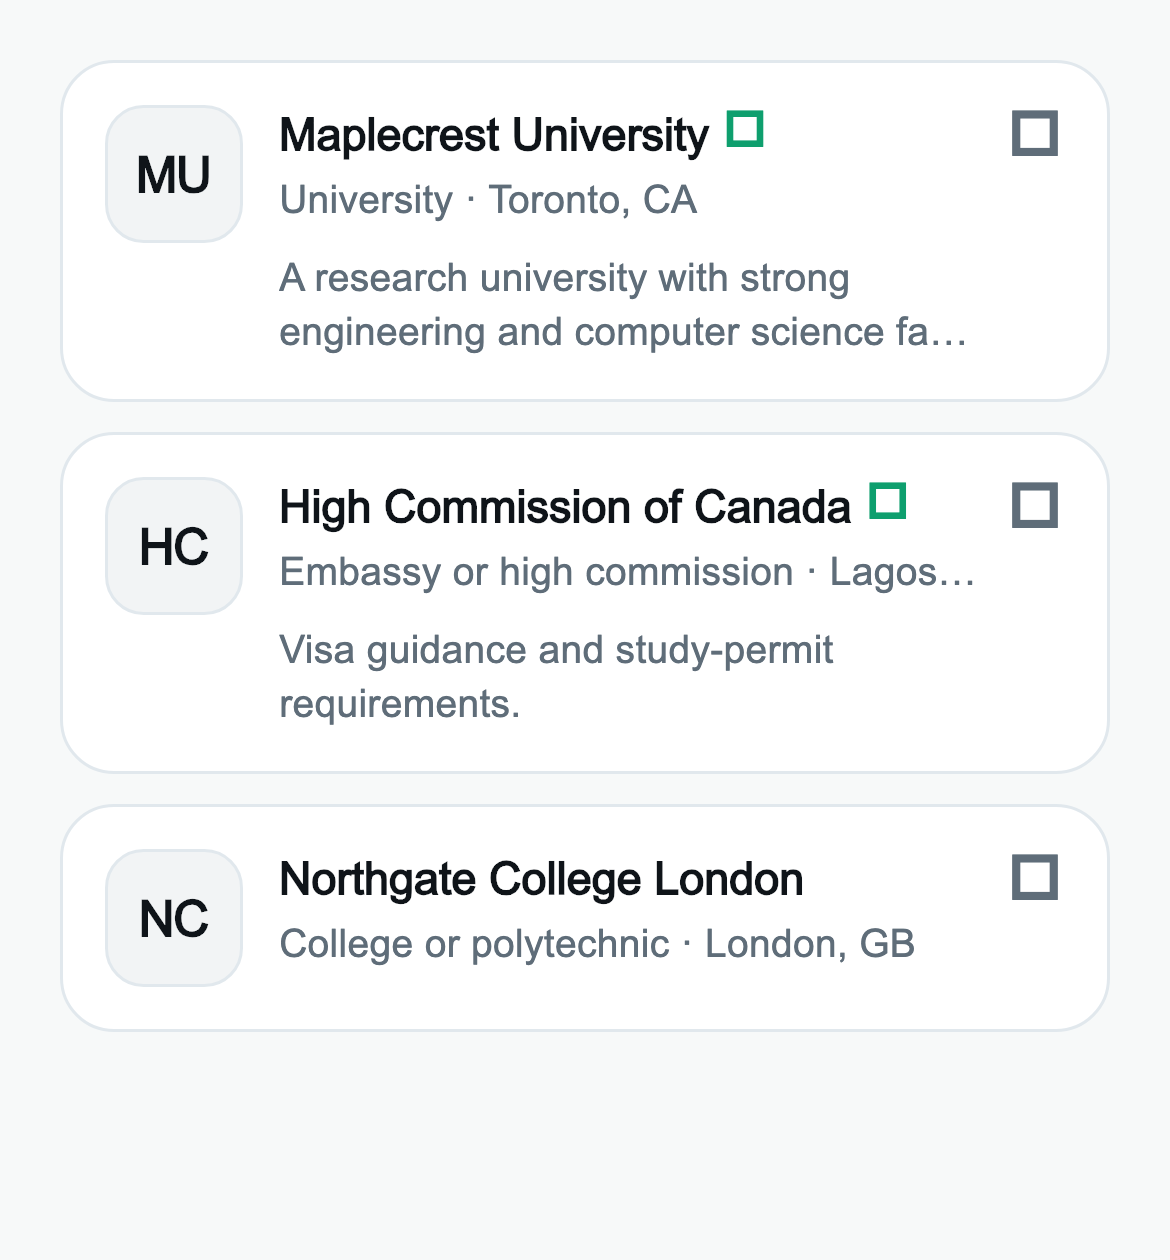 MU
Maplecrest University
University · Toronto, CA
A research university with strong
engineering and computer science fa…
HC
High Commission of Canada
Embassy or high commission · Lagos…
Visa guidance and study-permit
requirements.
NC
Northgate College London
College or polytechnic · London, GB